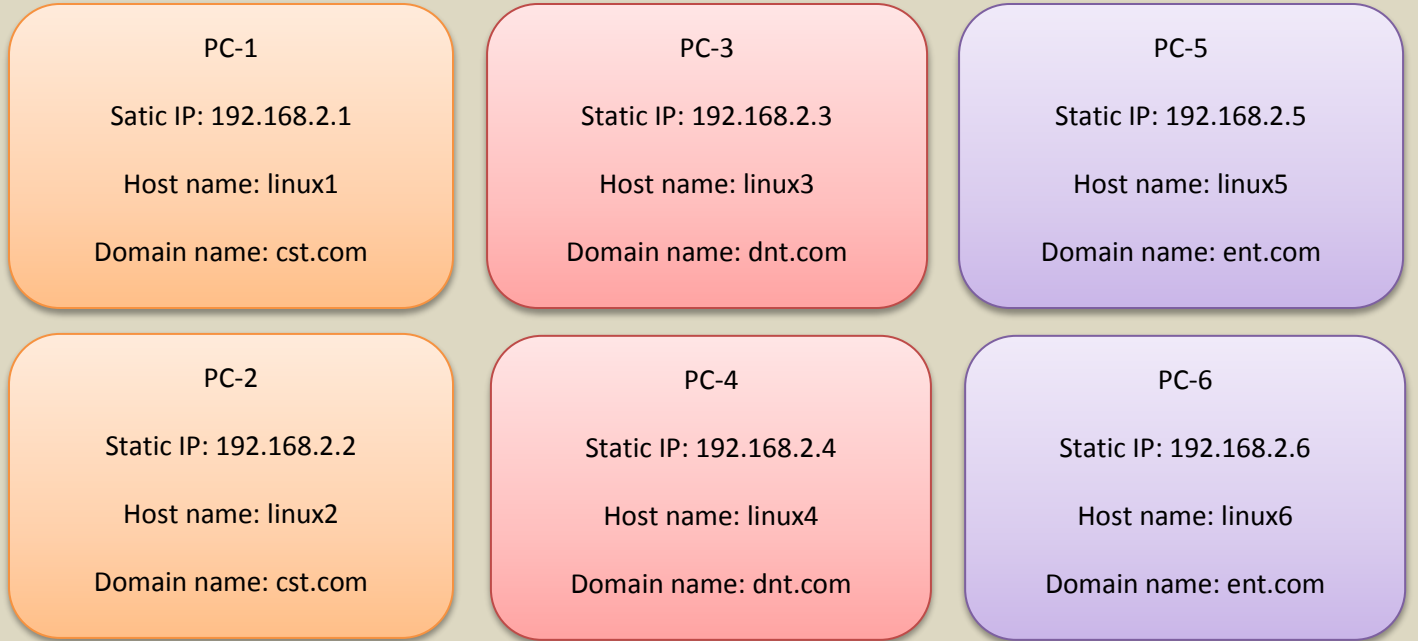 PC-1
Satic IP: 192.168.2.1
Host name: linux1
Domain name: cst.com
PC-3
Static IP: 192.168.2.3
Host name: linux3
Domain name: dnt.com
PC-5
Static IP: 192.168.2.5
Host name: linux5
Domain name: ent.com
PC-2
Static IP: 192.168.2.2
Host name: linux2
Domain name: cst.com
PC-4
Static IP: 192.168.2.4
Host name: linux4
Domain name: dnt.com
PC-6
Static IP: 192.168.2.6
Host name: linux6
Domain name: ent.com